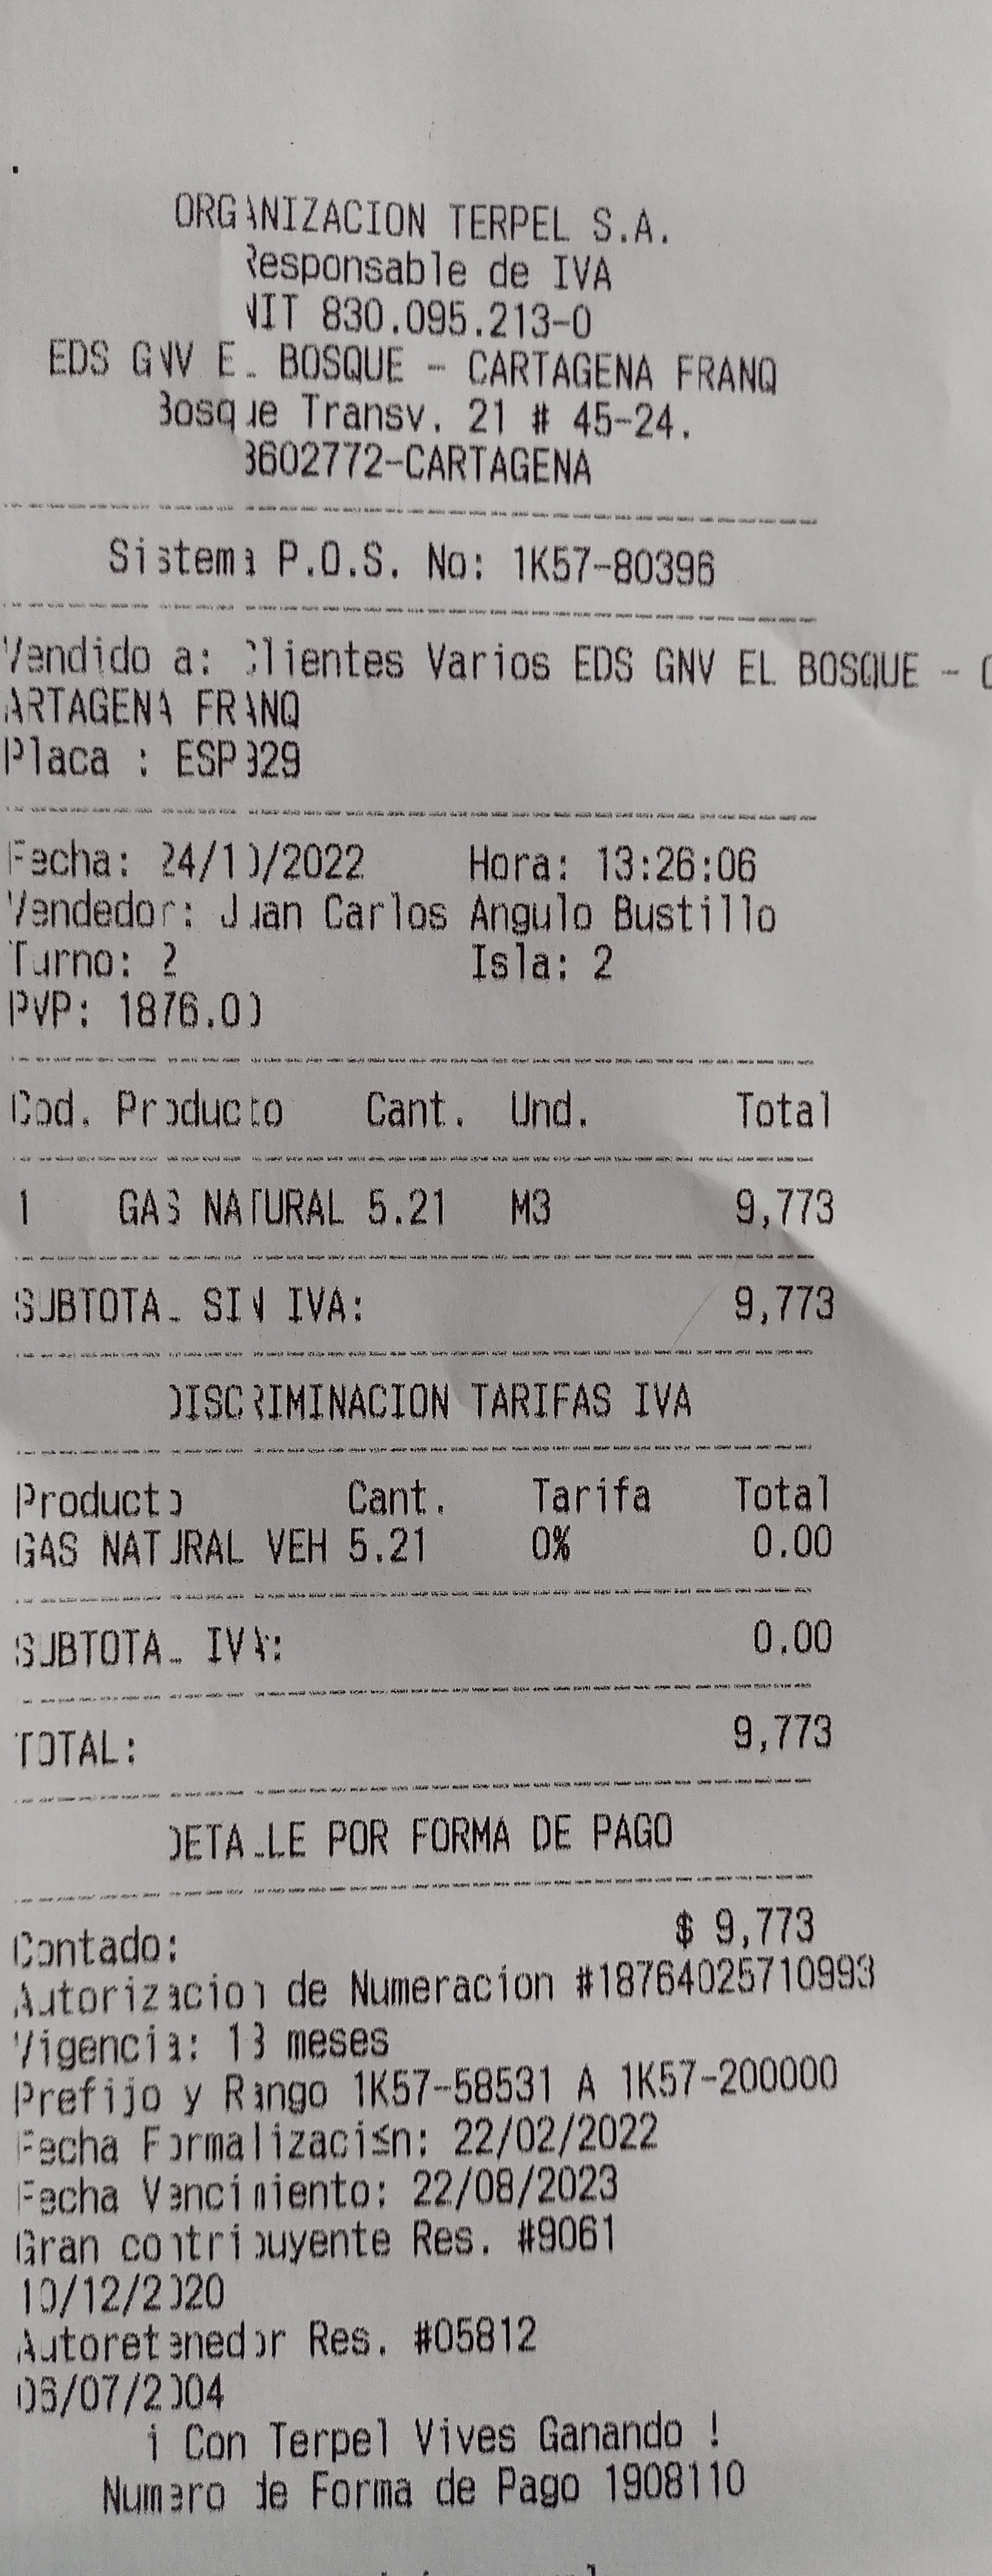 ORGANIZACION TERPEL S.A.
Responsable de IVA
NIT 830.095.213-0
EDS GNV EL BOSQUE - CARTAGENA FRANQ
Bosque Transv. 21 # 45-24.
3602772-CARTAGENA
Sistema P.O.S. No: 1K57-80396
Vendido a: Clientes Varios EDS GNV EL BOSQUE - C
ARTAGENA FRANQ
Placa :
Fecha: 24/10/2022 Hora: 13:26:06
Vendedor: Juan Carlos Angulo Bustillo
Turno: 2 Isla: 2
PVP: 1876.00
Cod. Producto Cant. Und. Total
1 GAS NATURAL 5.21 M3 9,773
SUBTOTAL SIN IVA: 9,773
DISCRIMINACION TARIFAS IVA
Producto Cant. Tarifa Total
GAS NATURAL VEH 5.21 0% 0.00
SUBTOTAL IVA: 0.00
TOTAL: 9,773
DETALLE POR FORMA DE PAGO
Contado: $ 9,773
Autorizacion de Numeracion #18764025710993
Vigencia: 18 meses
Prefijo y Rango 1K57-58531 A 1K57-200000
Fecha Formalizaci≤n: 22/02/2022
Fecha Vencimiento: 22/08/2023
Gran contribuyente Res. #9061
10/12/2020
Autoretenedor Res. #05812
06/07/2004
¡ Con Terpel Vives Ganando !
Numero de Forma de Pago 1908110